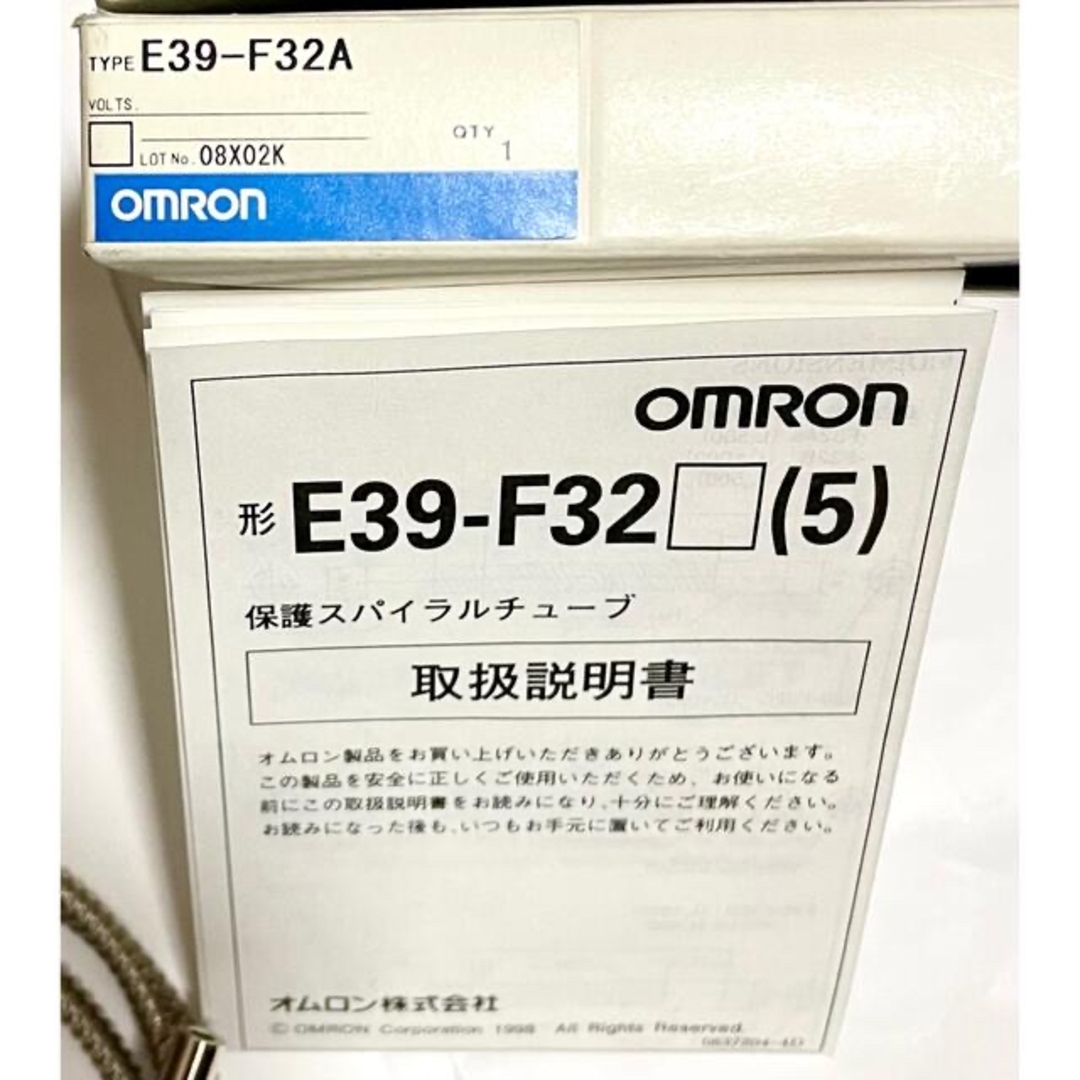 TYPE E39-F32A
VOLTS.
LOT No. 08X02K
QTY 1
OMRON
OMRON
形 E39-F32□(5)
保護スパイラルチューブ
取扱説明書
オムロン製品をお買い上げいただきありがとうございます。
この製品を安全に正しくご使用いただくため、お使いになる
前にこの取扱説明書をお読みになり、十分にご理解ください。
お読みになった後も、いつもお手元に置いてご利用ください。
オムロン株式会社
© OMRON Corporation 1998 All Rights Reserved.